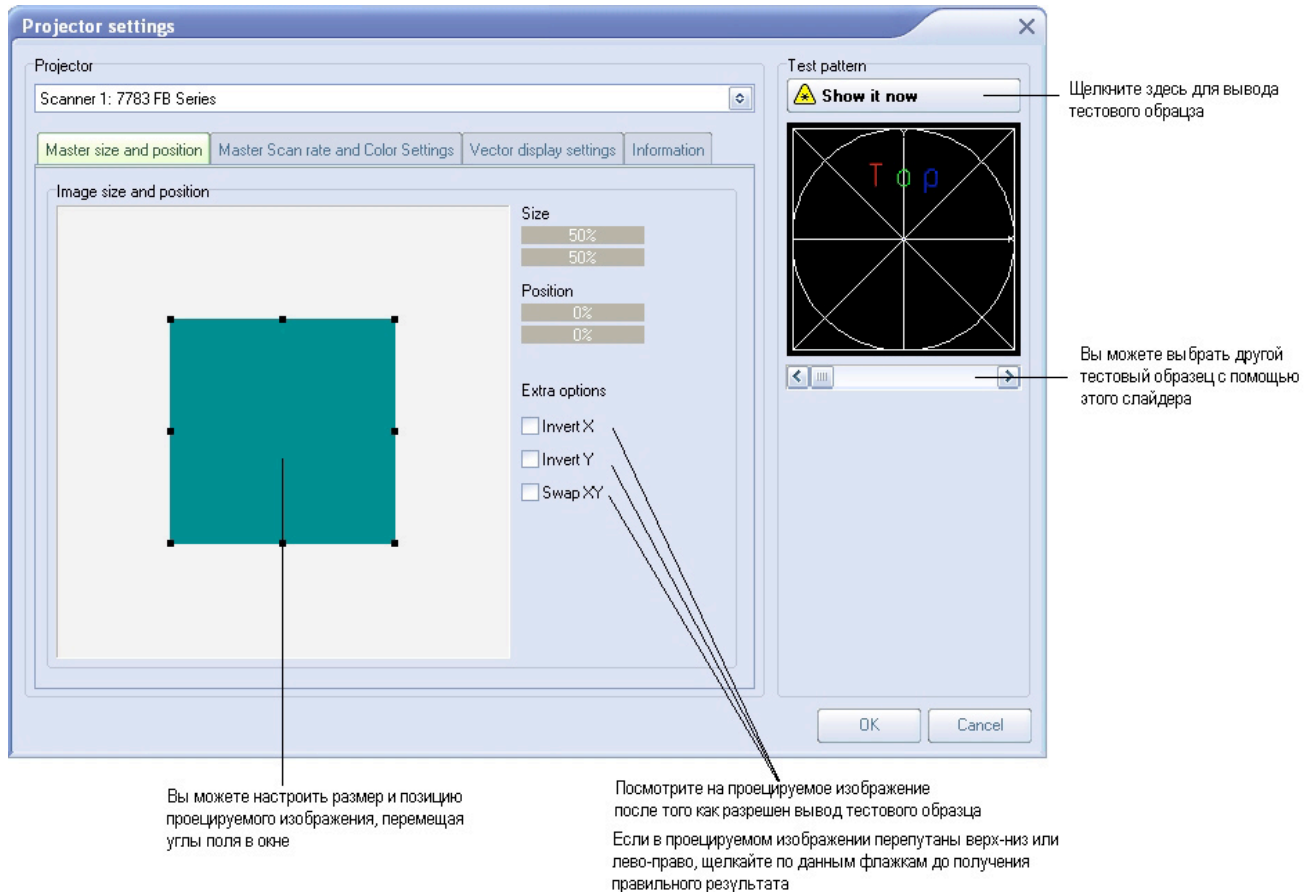 Projector settings
Projector
Scanner 1: 7783 FB Series
Master size and position
Master Scan rate and Color Settings
Vector display settings
Information
Image size and position
Size
50%
50%
Position
0%
0%
Extra options
Invert X
Invert Y
Swap XY
Test pattern
Show it now
Top
OK
Cancel
Щелкните здесь для вывода
тестового обрацза
Вы можете выбрать другой
тестовый образец с помощью
этого слайдера
Вы можете настроить размер и позицию
проецируемого изображения, перемещая
углы поля в окне
Посмотрите на проецируемое изображение
после того как разрешен вывод тестового образца
Если в проецируемом изображении перепутаны верх-низ или
лево-право, щелкайте по данным флажкам до получения
правильного результата